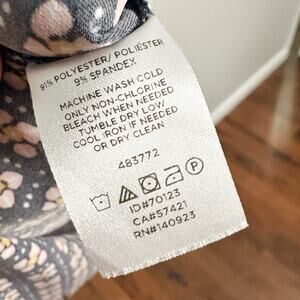 91% POLYESTER/ POLIESTER
9% SPANDEX
MACHINE WASH COLD
ONLY NON-CHLORINE
BLEACH WHEN NEEDED
TUMBLE DRY LOW
COOL IRON IF NEEDED
OR DRY CLEAN
483772
P
ID#70123
CA#57421
RN#140923